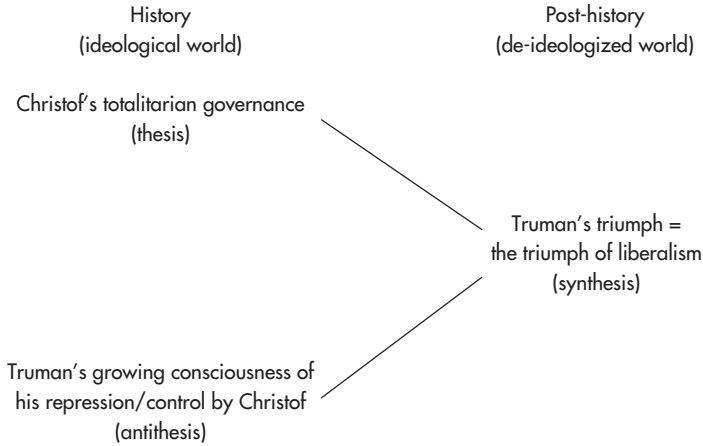 History
(ideological world)
Post-history
(de-ideologized world)
Christof’s totalitarian governance
(thesis)
Truman’s triumph =
the triumph of liberalism
(synthesis)
Truman’s growing consciousness of
his repression/control by Christof
(antithesis)